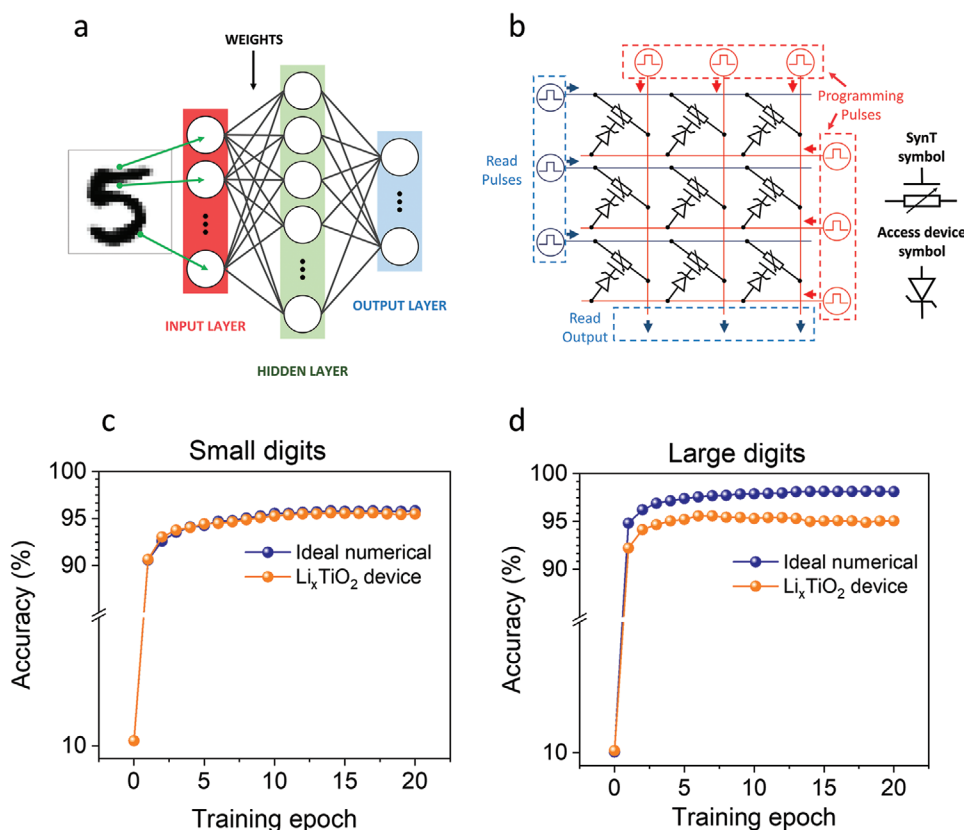 a
WEIGHTS
5
INPUT LAYER
HIDDEN LAYER
OUTPUT LAYER
b
Programming
Pulses
Read
Pulses
Read
Output
SynT
symbol
Access device
symbol
c
Small digits
Accuracy (%)
100
95
90
10
Ideal numerical
LiₓTiO₂ device
0 5 10 15 20
Training epoch
d
Large digits
Accuracy (%)
100
95
90
10
Ideal numerical
LiₓTiO₂ device
0 5 10 15 20
Training epoch